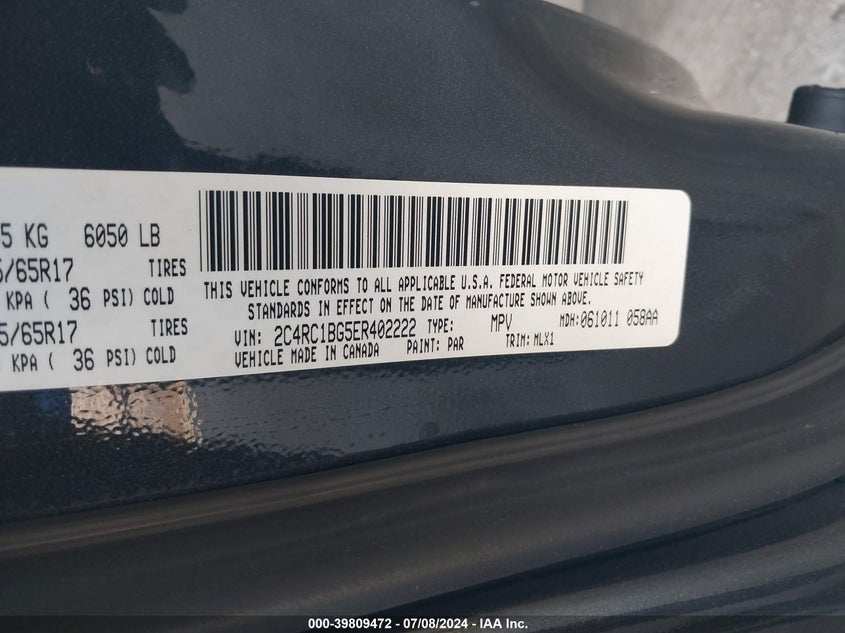 5 KG 6050 LB
5/65R17 TIRES
KPA ( 36 PSI) COLD
5/65R17 TIRES
KPA ( 36 PSI) COLD
THIS VEHICLE CONFORMS TO ALL APPLICABLE U.S.A. FEDERAL MOTOR VEHICLE SAFETY
STANDARDS IN EFFECT ON THE DATE OF MANUFACTURE SHOWN ABOVE.
VIN: 2C4RC1BG5ER402222 TYPE: MPV MDH:061011 058AA
VEHICLE MADE IN CANADA PAINT: PAR TRIM: MLX1
000-39809472 - 07/08/2024 - IAA Inc.